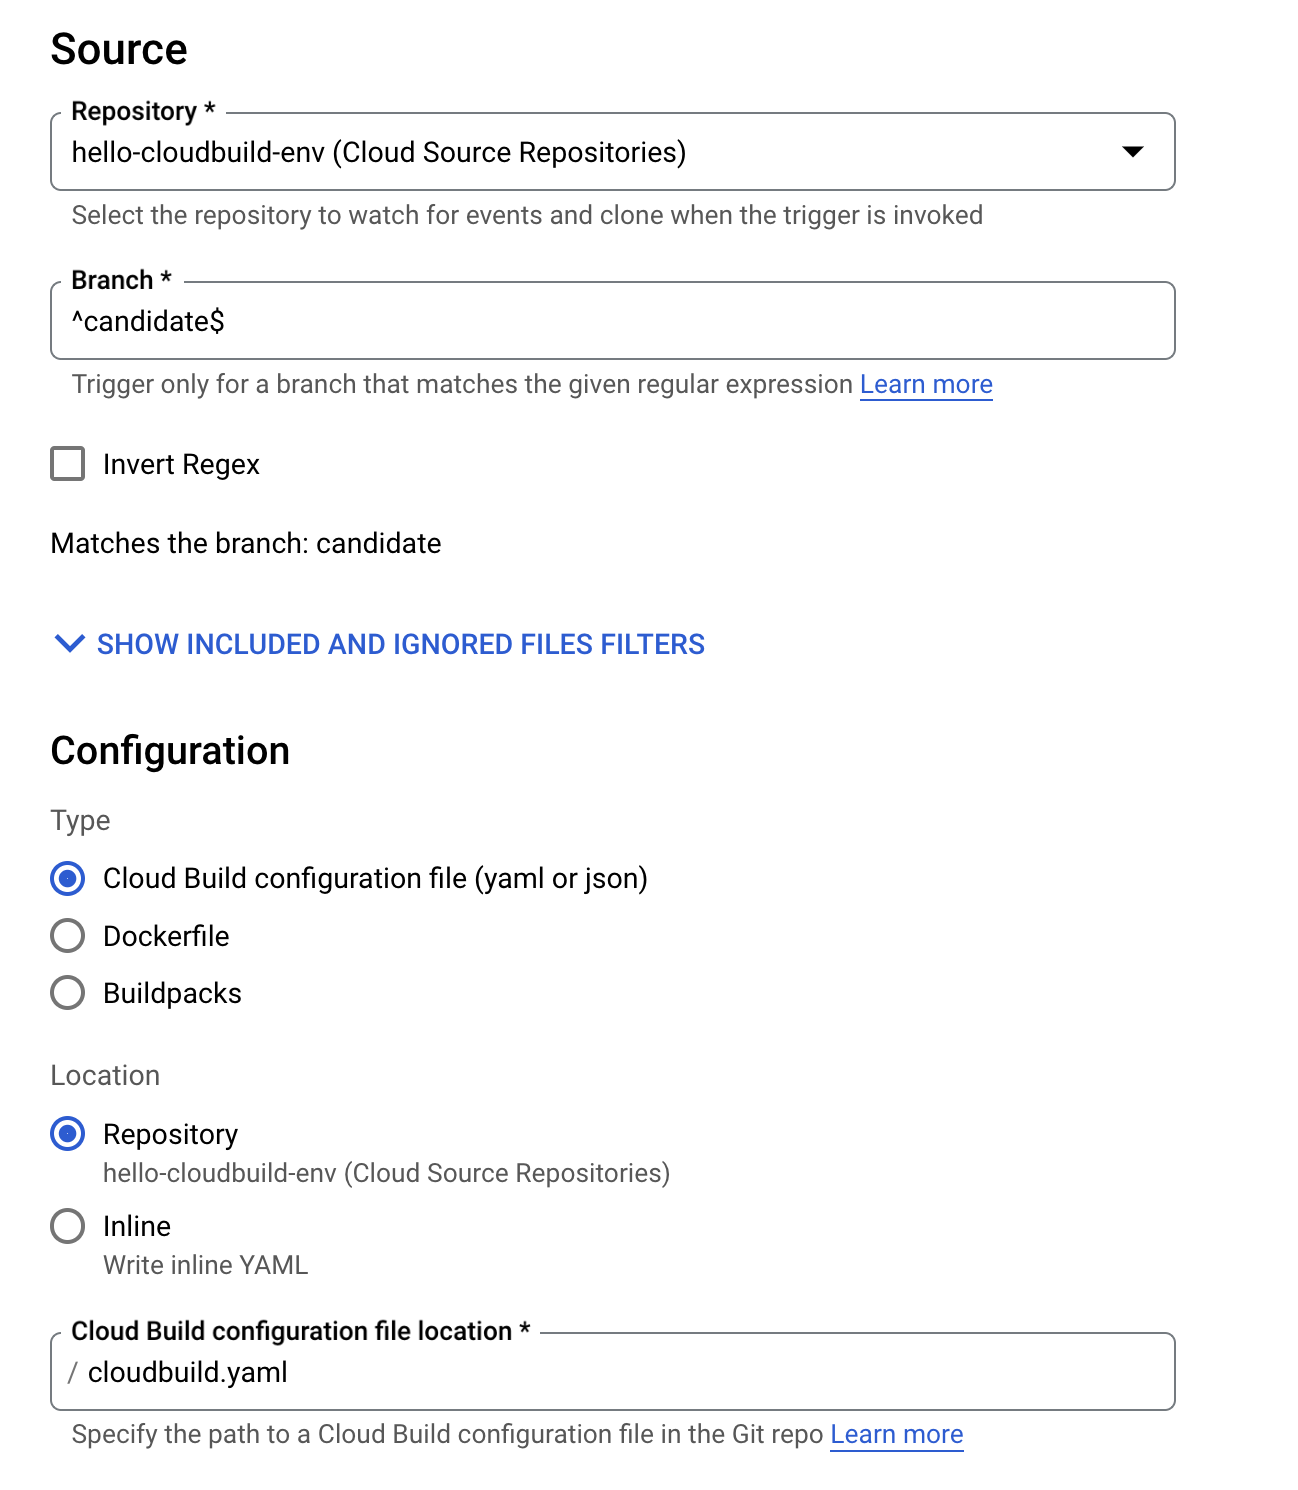 Source
Repository *
hello-cloudbuild-env (Cloud Source Repositories)
Select the repository to watch for events and clone when the trigger is invoked
Branch *
^candidate$
Trigger only for a branch that matches the given regular expression Learn more
Invert Regex
Matches the branch: candidate
SHOW INCLUDED AND IGNORED FILES FILTERS
Configuration
Type
Cloud Build configuration file (yaml or json)
Dockerfile
Buildpacks
Location
Repository
hello-cloudbuild-env (Cloud Source Repositories)
Inline
Write inline YAML
Cloud Build configuration file location *
/ cloudbuild.yaml
Specify the path to a Cloud Build configuration file in the Git repo Learn more